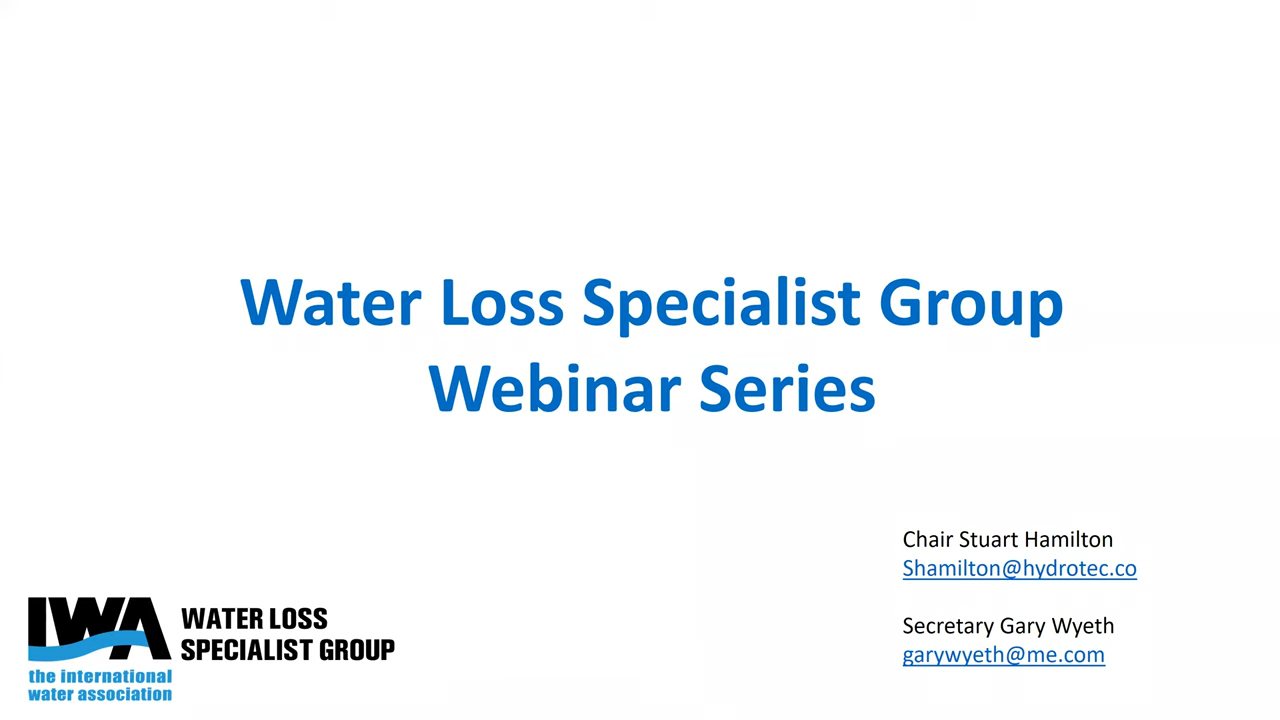 Water Loss Specialist Group
Webinar Series
Chair Stuart Hamilton
Shamilton@hydrotec.co
Secretary Gary Wyeth
garywyeth@me.com
IWA
the international
water association
WATER LOSS
SPECIALIST GROUP